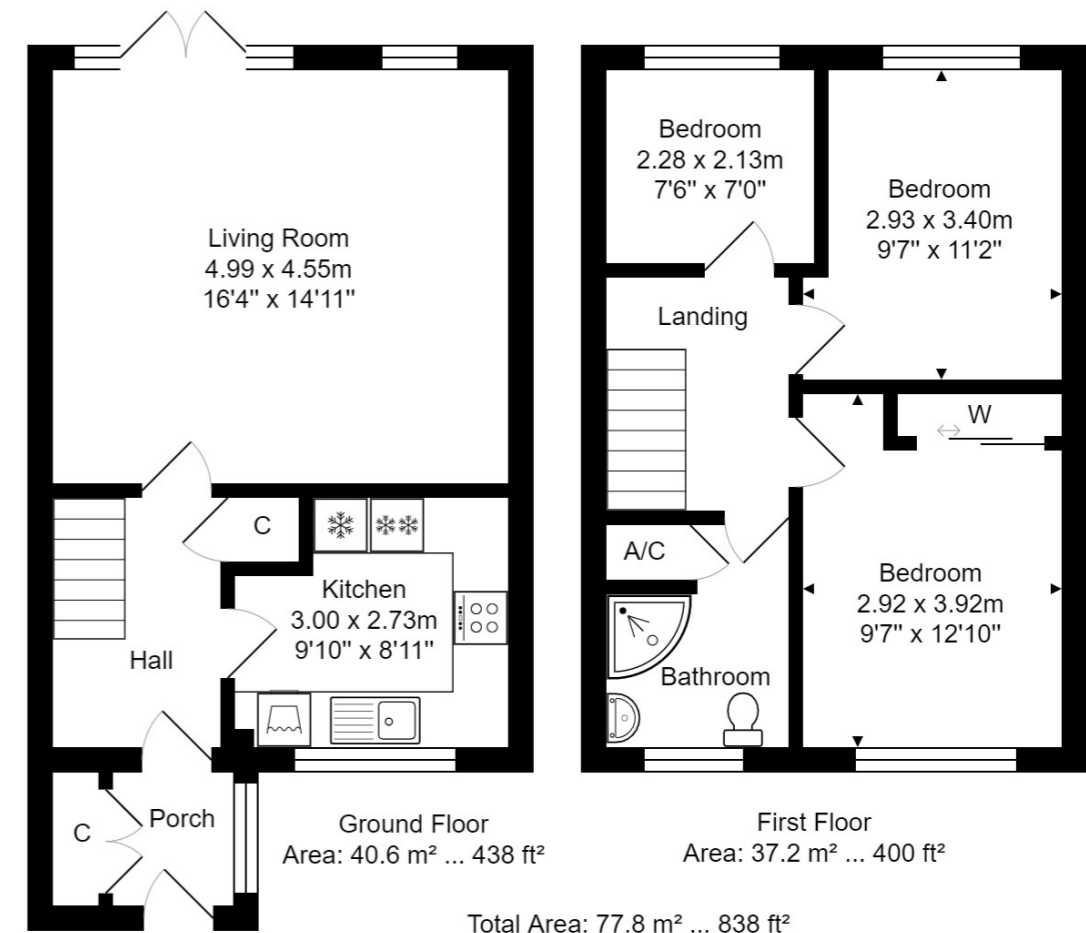 Living Room
4.99 x 4.55m
16'4" x 14'11"
C
Kitchen
3.00 x 2.73m
9'10" x 8'11"
Hall
C
Porch
Ground Floor
Area: 40.6 m² ... 438 ft²
Bedroom
2.28 x 2.13m
7'6" x 7'0"
Bedroom
2.93 x 3.40m
9'7" x 11'2"
Landing
W
A/C
Bedroom
2.92 x 3.92m
9'7" x 12'10"
Bathroom
First Floor
Area: 37.2 m² ... 400 ft²
Total Area: 77.8 m² ... 838 ft²